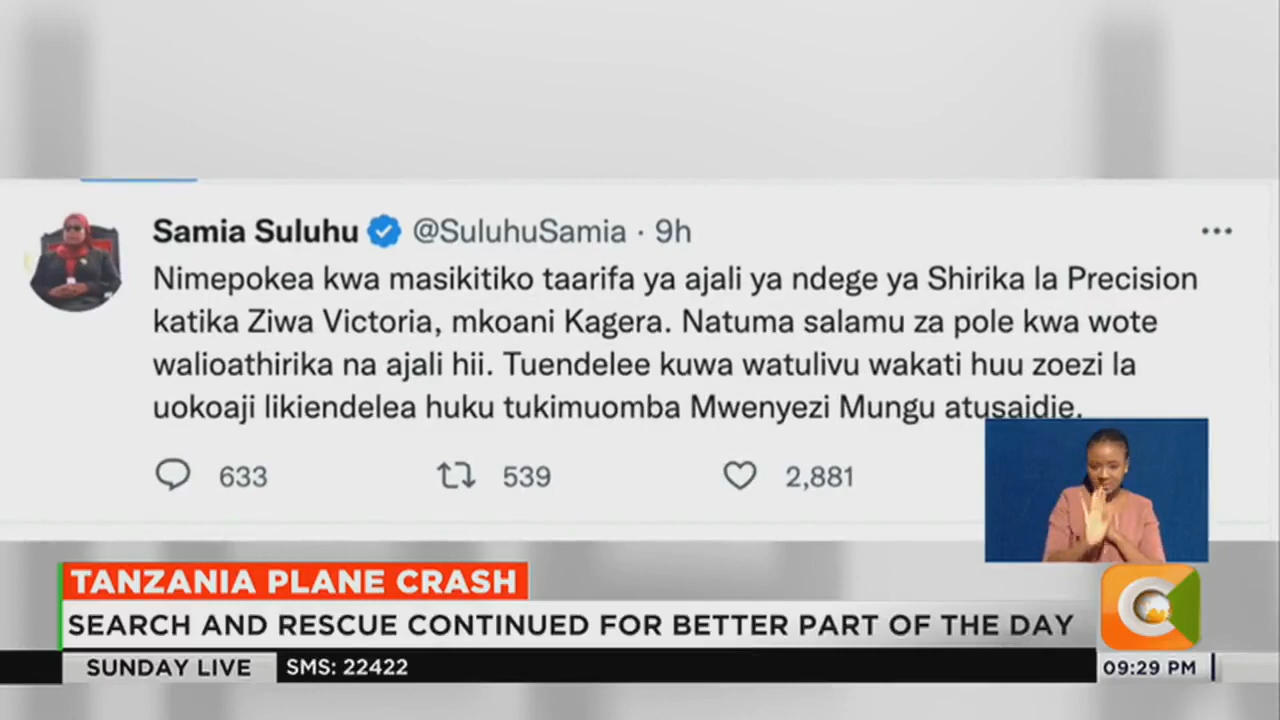 Samia Suluhu @SuluhuSamia · 9h
Nimepokea kwa masikitiko taarifa ya ajali ya ndege ya Shirika la Precision
katika Ziwa Victoria, mkoani Kagera. Natuma salamu za pole kwa wote
walioathirika na ajali hii. Tuendelee kuwa watulivu wakati huu zoezi la
uokoaji likiendelea huku tukimuomba Mwenyezi Mungu atusaidie.
633 539 2,881
TANZANIA PLANE CRASH
SEARCH AND RESCUE CONTINUED FOR BETTER PART OF THE DAY
SUNDAY LIVE SMS: 22422 09:29 PM